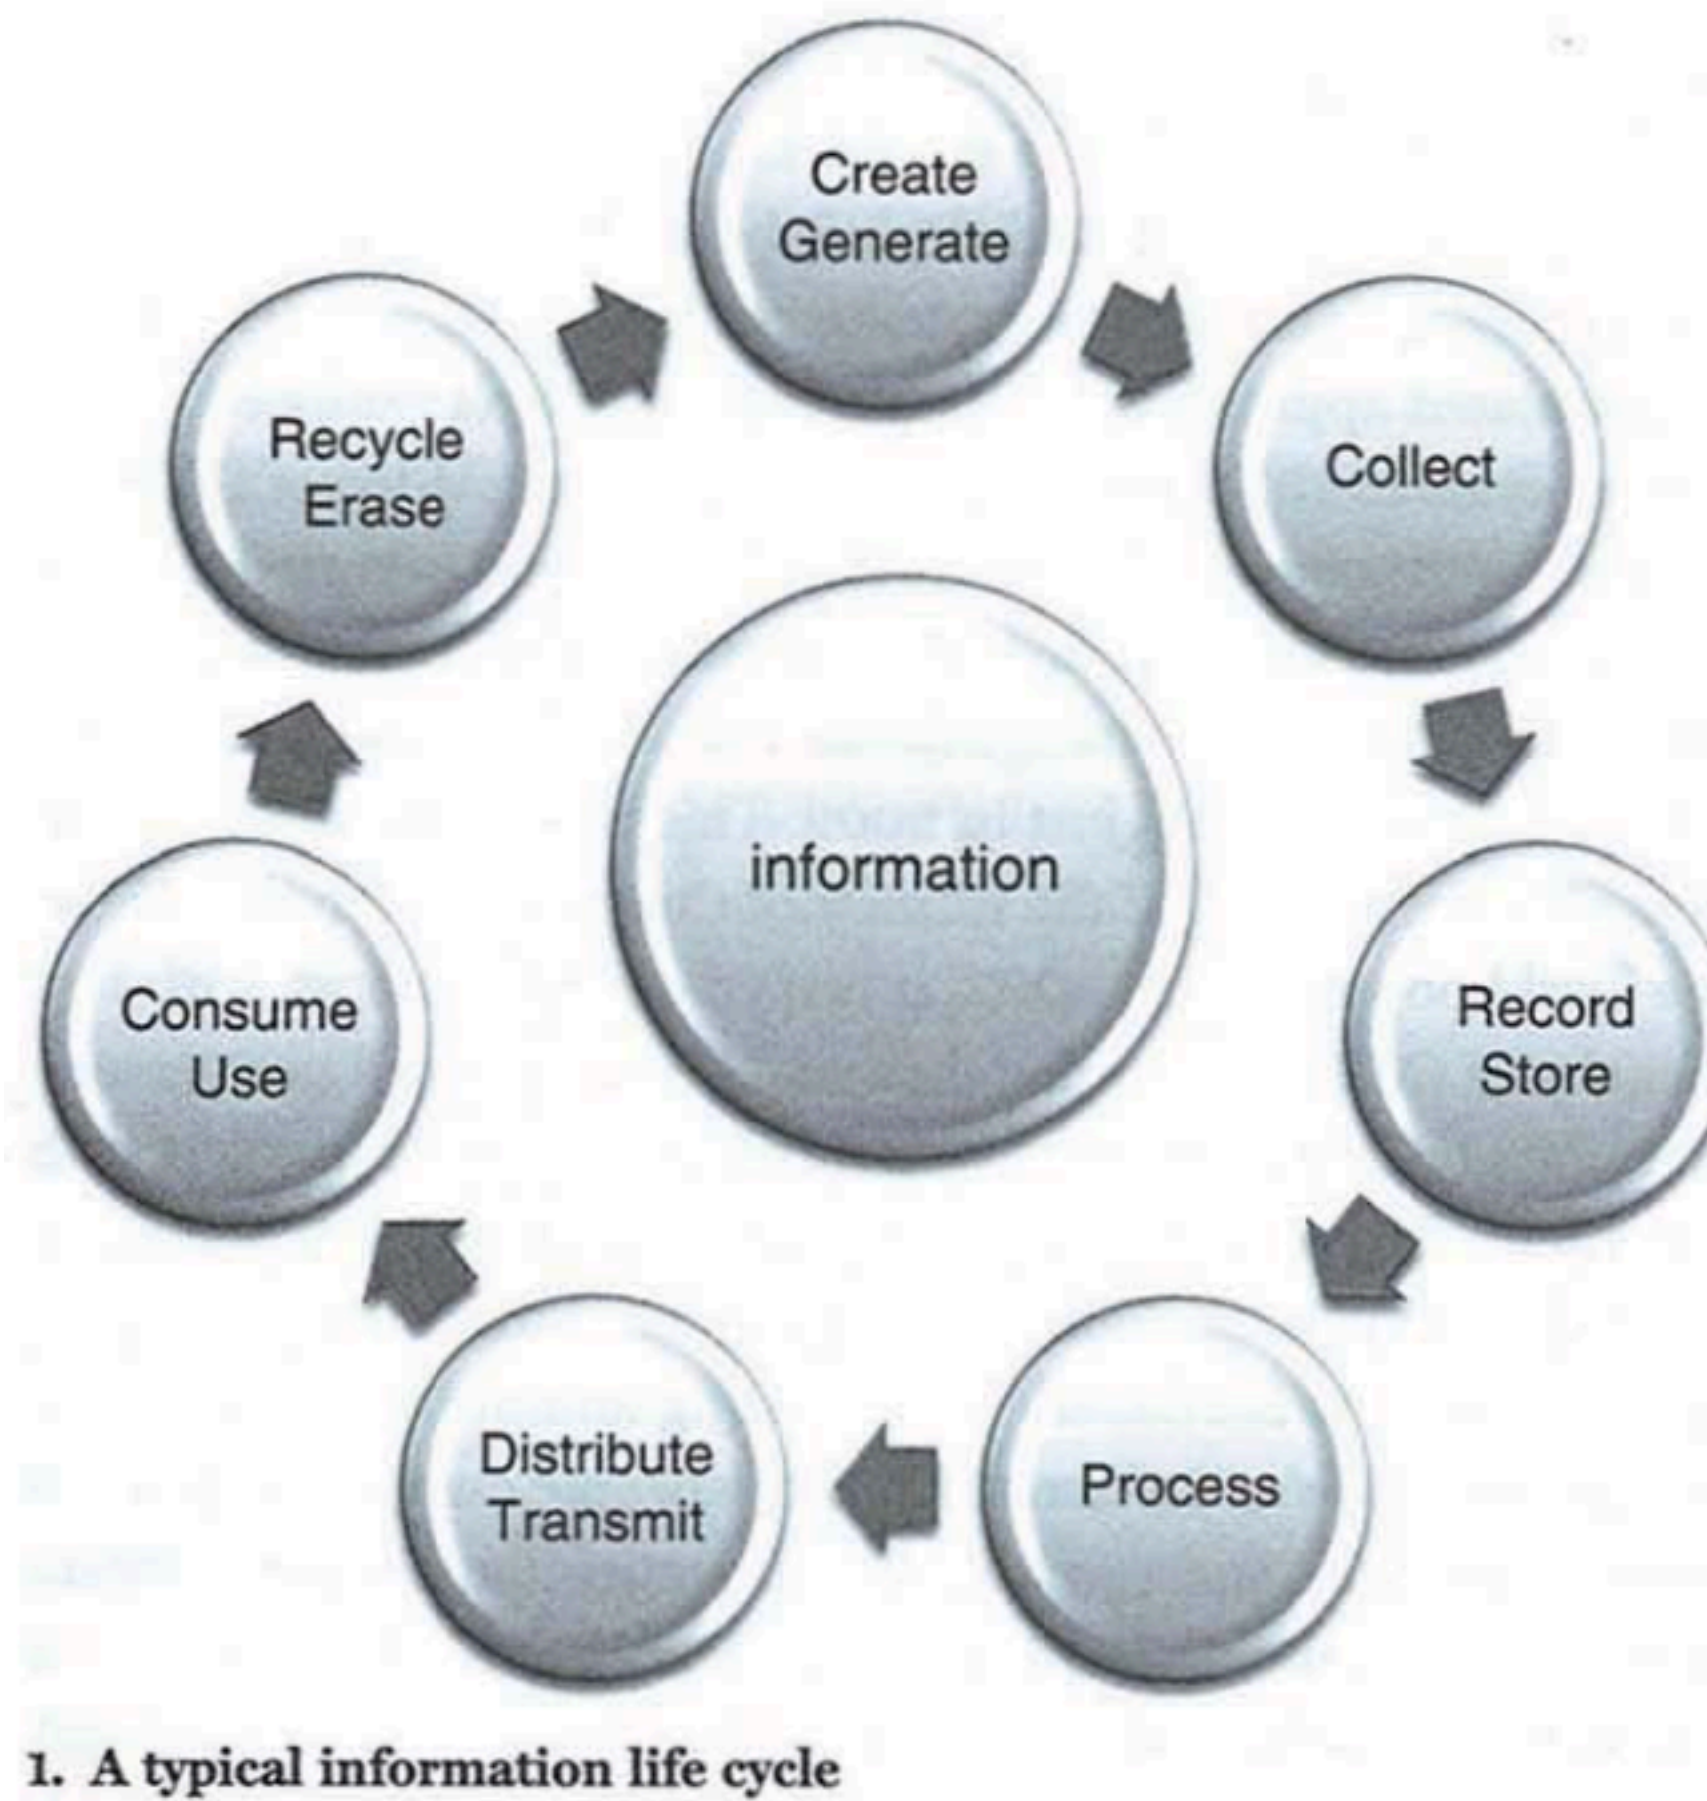 Create
Generate
Collect
Record
Store
Process
Distribute
Transmit
Consume
Use
Recycle
Erase
information
1. A typical information life cycle